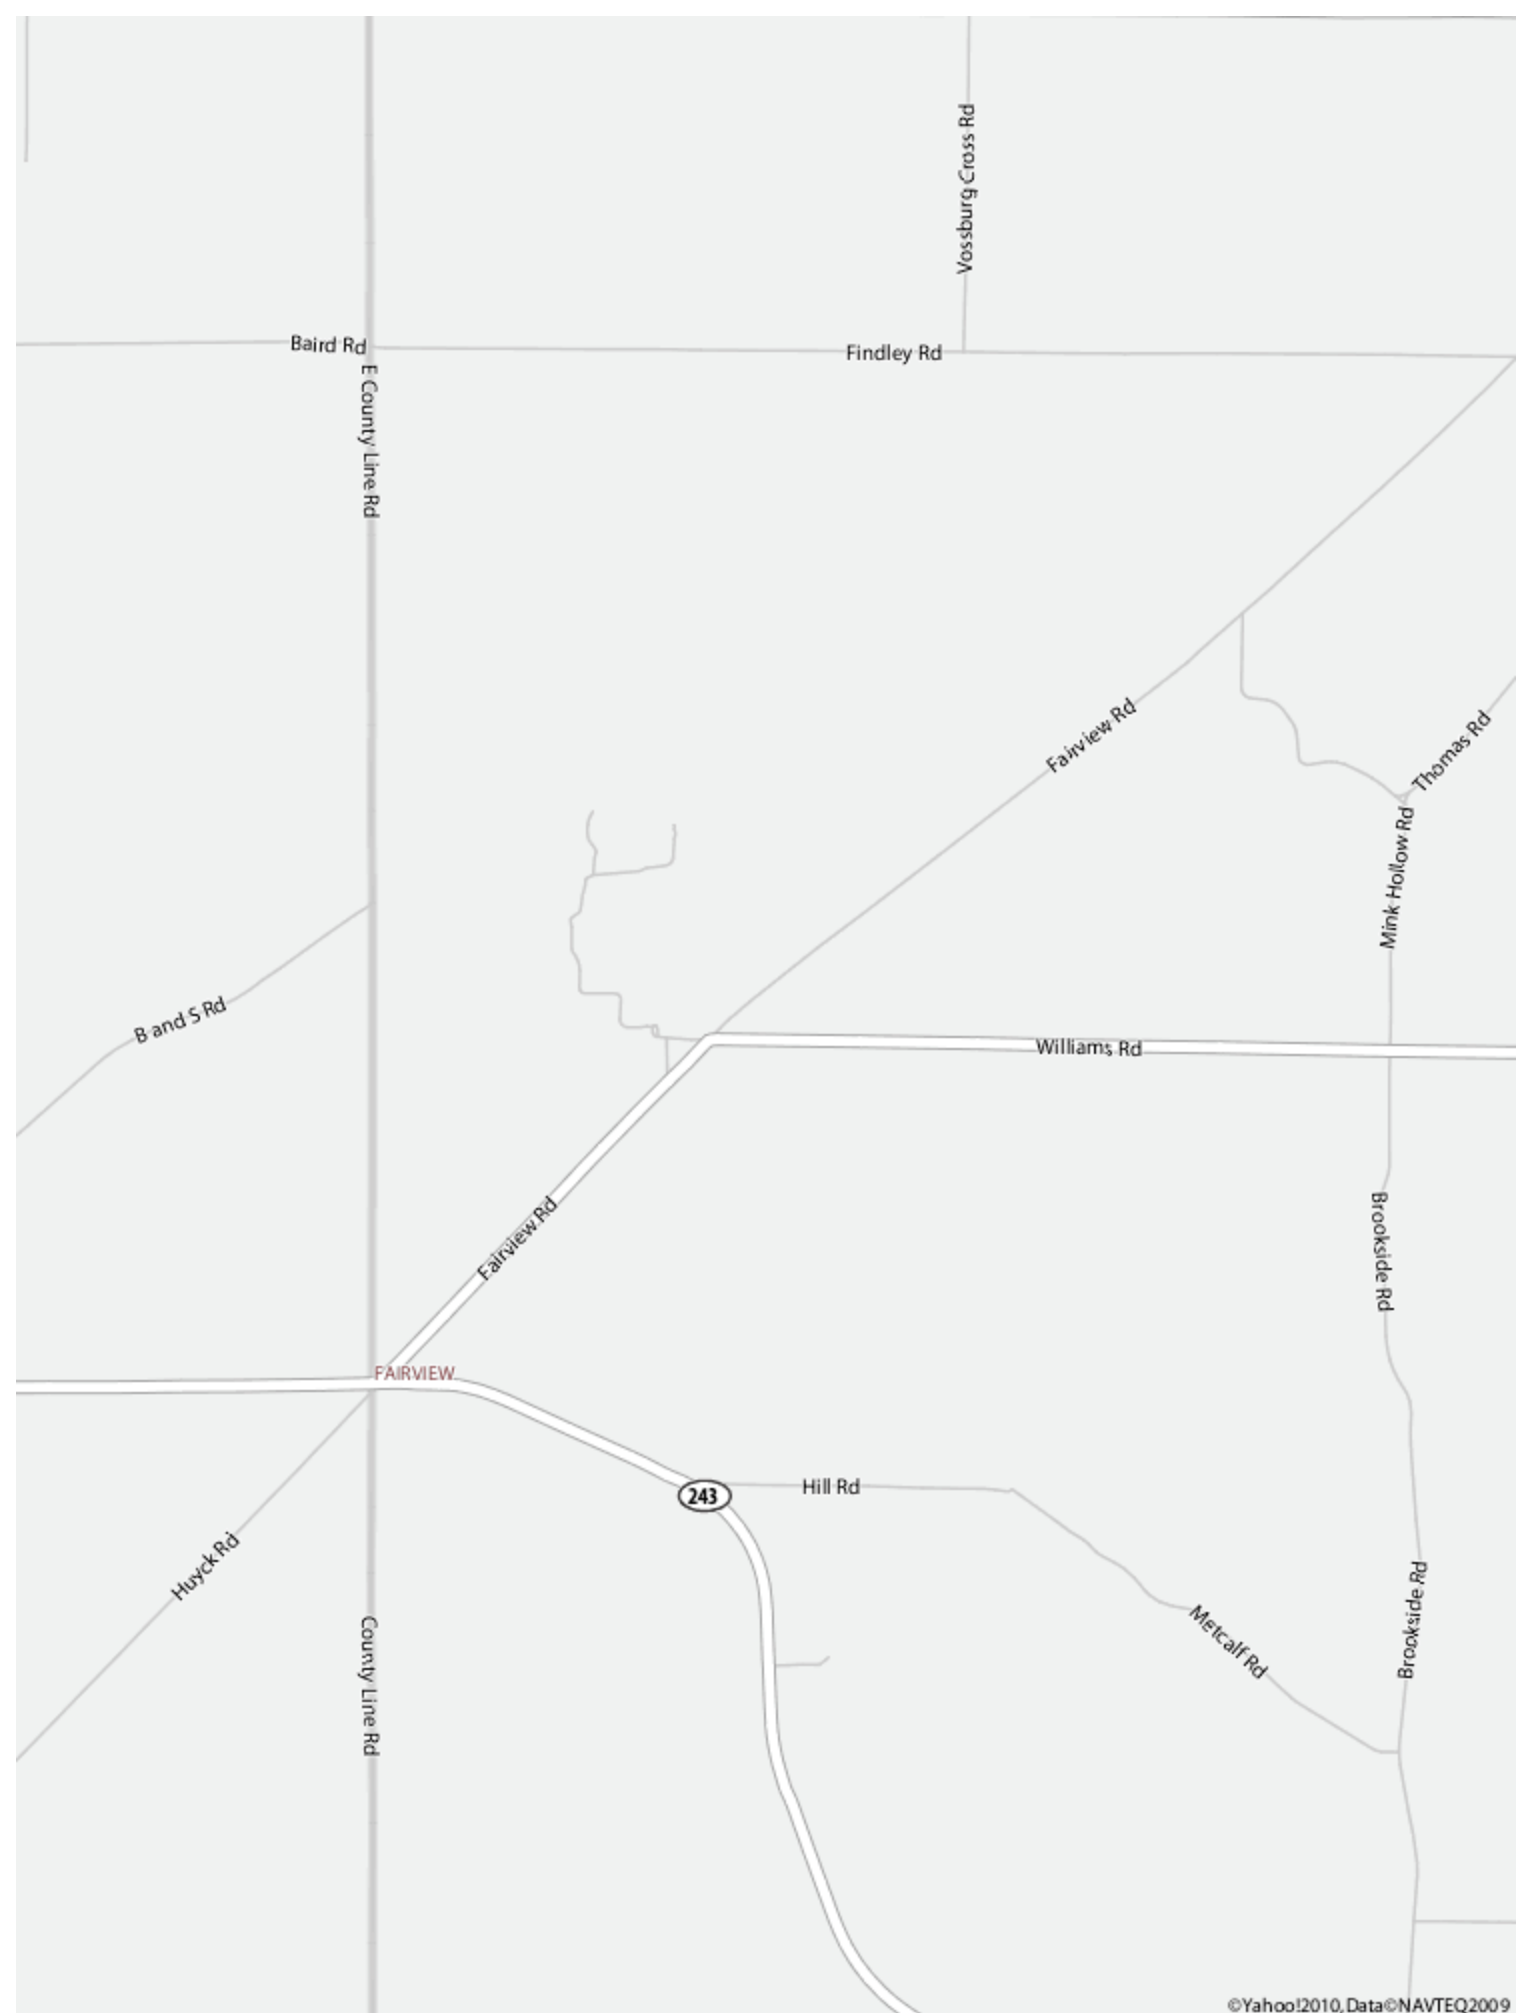 Vossburg Cross Rd
Baird Rd
Findley Rd
E County Line Rd
Fairview Rd
Thomas Rd
Mink Hollow Rd
B and S Rd
Williams Rd
Fairview Rd
Brookside Rd
FAIRVIEW
Hill Rd
243
Huyck Rd
Brookside Rd
Metcalf Rd
County Line Rd
©Yahoo!2010, Data©NAVTEQ2009